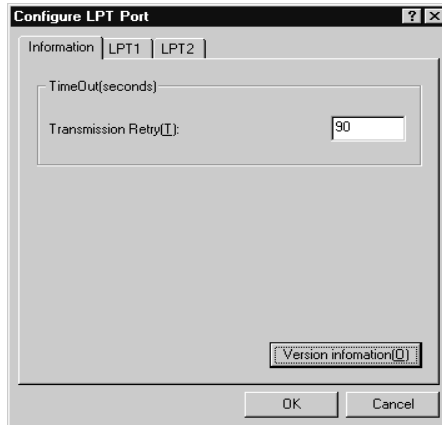 Configure LPT Port
Information LPT1 LPT2
TimeOut(seconds)
Transmission Retry(T): 90
Version infomation(O)
OK Cancel